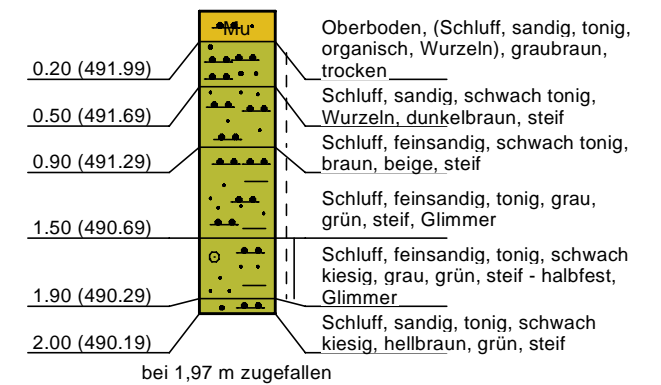 Mu
Oberboden, (Schluff, sandig, tonig,
organisch, Wurzeln), graubraun,
trocken
0.20 (491.99)
Schluff, sandig, schwach tonig,
Wurzeln, dunkelbraun, steif
0.50 (491.69)
Schluff, feinsandig, schwach tonig,
braun, beige, steif
0.90 (491.29)
Schluff, feinsandig, tonig, grau,
grün, steif, Glimmer
1.50 (490.69)
Schluff, feinsandig, tonig, schwach
kiesig, grau, grün, steif - halbfest,
Glimmer
1.90 (490.29)
Schluff, sandig, tonig, schwach
kiesig, hellbraun, grün, steif
2.00 (490.19)
bei 1,97 m zugefallen